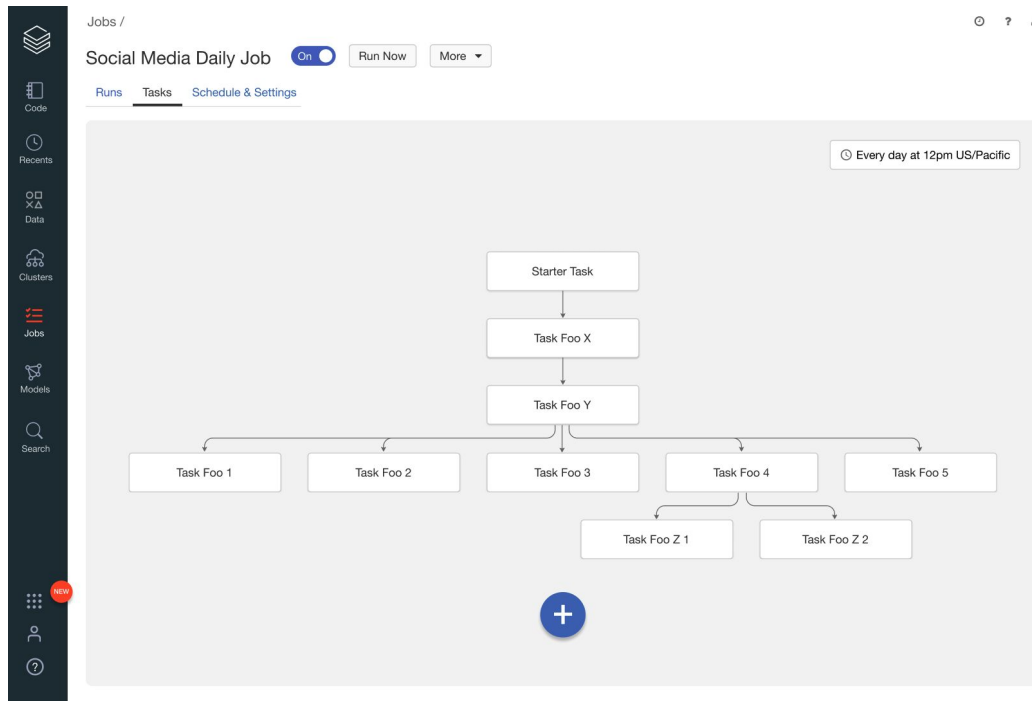 Jobs /
? 
Social Media Daily Job On Run Now More
Runs Tasks Schedule & Settings
Code
Recents
Data
Clusters
Jobs
Models
Search
NEW
?
Every day at 12pm US/Pacific
Starter Task
Task Foo X
Task Foo Y
Task Foo 1 Task Foo 2 Task Foo 3 Task Foo 4 Task Foo 5
Task Foo Z 1 Task Foo Z 2
+